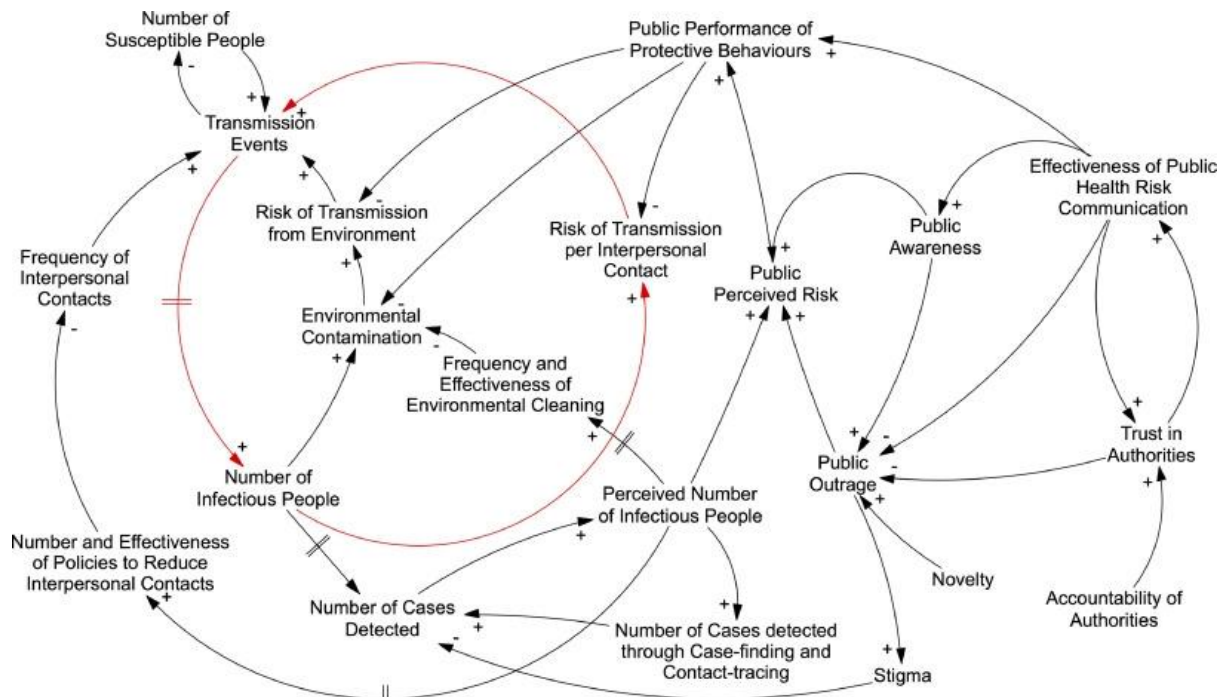 Number of
Susceptible People
Public Performance of
Protective Behaviours
-
+
+
+
+
Transmission
Events
+
+
-
-
+
Effectiveness of Public
Health Risk
Communication
Risk of Transmission
from Environment
Risk of Transmission
per Interpersonal
Contact
Public
Awareness
+
Frequency of
Interpersonal
Contacts
+
+
+
Public
Perceived Risk
-
Environmental
Contamination
-
-
+
+
+
Frequency and
Effectiveness of
Environmental Cleaning
+
+
+
-
+
Trust in
Authorities
Number of
Infectious People
Public
Outrage
-
+
+
Perceived Number
of Infectious People
Number and Effectiveness
of Policies to Reduce
Interpersonal Contacts
+
+
Novelty
Accountability of
Authorities
Number of Cases
Detected
+
-
+
Number of Cases detected
through Case-finding and
Contact-tracing
+
Stigma